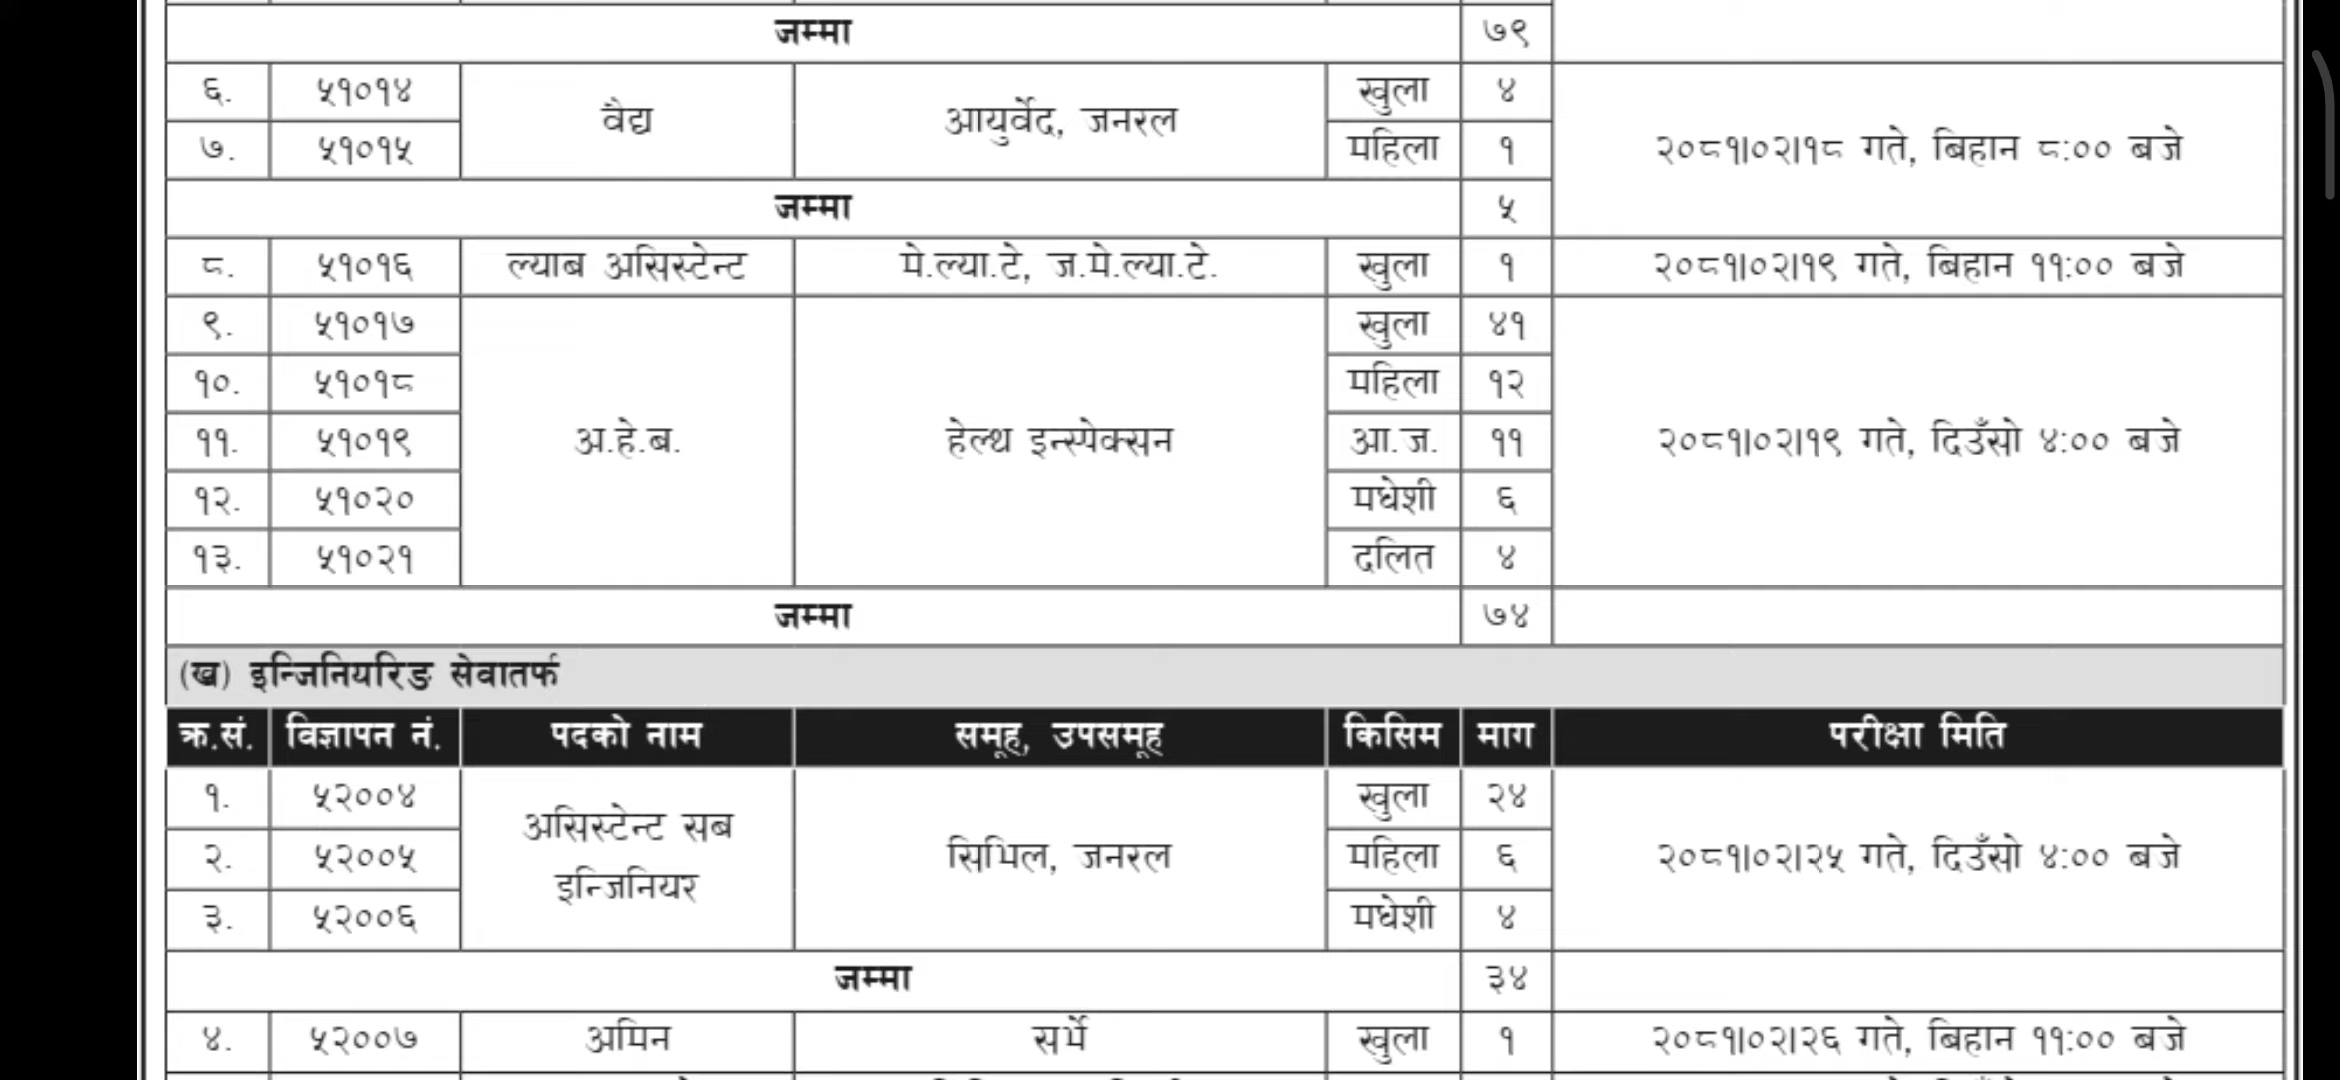 जम्मा ७९
६. ५१०१४ वैद्य आयुर्वेद, जनरल खुला ४ २०८१।०२।१८ गते, बिहान ८:०० बजे
७. ५१०१५ महिला १
जम्मा ५
८. ५१०१६ ल्याब असिस्टेन्ट मे.ल्या.टे, ज.मे.ल्या.टे. खुला १ २०८१।०२।१९ गते, बिहान ११:०० बजे
९. ५१०१७ अ.हे.ब. हेल्थ इन्स्पेक्सन खुला ४१ २०८१।०२।१९ गते, दिउँसो ४:०० बजे
१०. ५१०१८ महिला १२
११. ५१०१९ आ.ज. ११
१२. ५१०२० मधेशी ६
१३. ५१०२१ दलित ४
जम्मा ७४
(ख) इन्जिनियरिङ सेवातर्फ
क्र.सं. विज्ञापन नं. पदको नाम समूह, उपसमूह किसिम माग परीक्षा मिति
१. ५२००४ असिस्टेन्ट सब इन्जिनियर सिभिल, जनरल खुला २४ २०८१।०२।२५ गते, दिउँसो ४:०० बजे
२. ५२००५ महिला ६
३. ५२००६ मधेशी ४
जम्मा ३४
४. ५२००७ अमिन सर्भे खुला १ २०८१।०२।२६ गते, बिहान ११:०० बजे